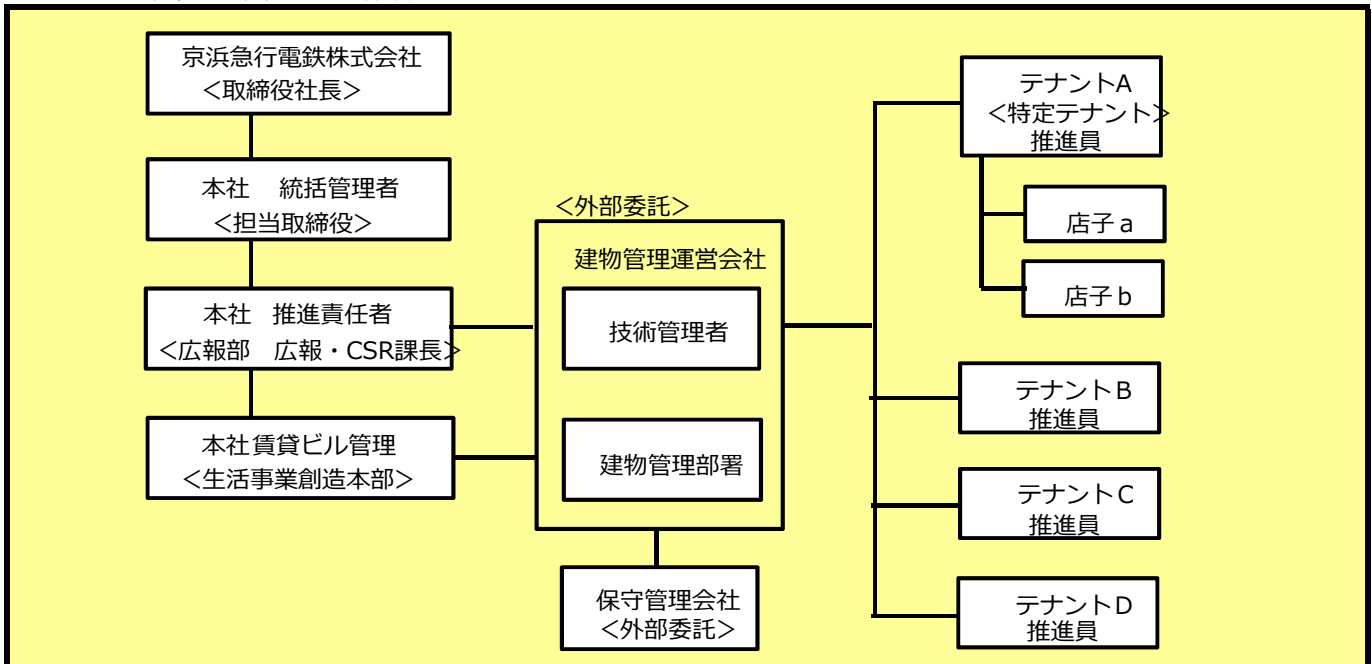 京浜急行電鉄株式会社
＜取締役社長＞
本社　統括管理者
＜担当取締役＞
本社　推進責任者
＜広報部　広報・CSR課長＞
本社賃貸ビル管理
＜生活事業創造本部＞
＜外部委託＞
建物管理運営会社
技術管理者
建物管理部署
保守管理会社
＜外部委託＞
テナントA
＜特定テナント＞
推進員
店子ａ
店子ｂ
テナントＢ
推進員
テナントＣ
推進員
テナントＤ
推進員